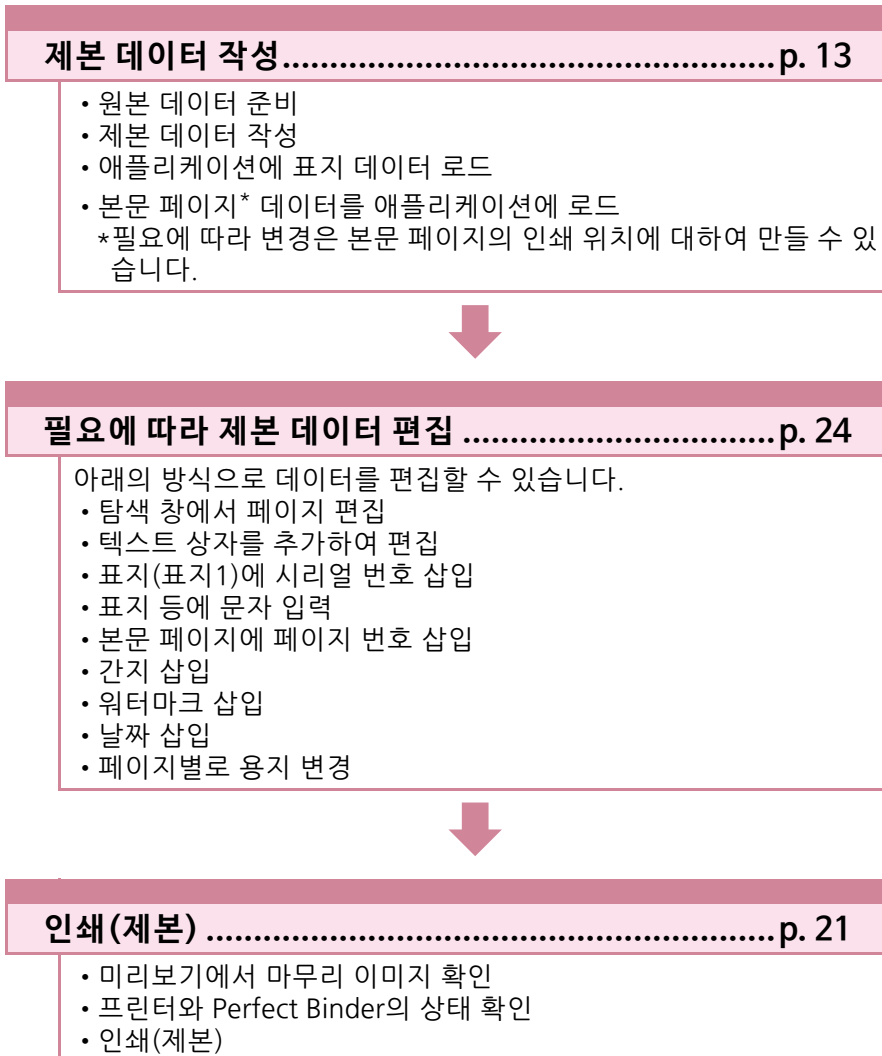 제본 데이터 작성.....................................................p. 13
• 원본 데이터 준비
• 제본 데이터 작성
• 애플리케이션에 표지 데이터 로드
• 본문 페이지* 데이터를 애플리케이션에 로드
*필요에 따라 변경은 본문 페이지의 인쇄 위치에 대하여 만들 수 있
습니다.
필요에 따라 제본 데이터 편집 .................................p. 24
아래의 방식으로 데이터를 편집할 수 있습니다.
• 탐색 창에서 페이지 편집
• 텍스트 상자를 추가하여 편집
• 표지(표지1)에 시리얼 번호 삽입
• 표지 등에 문자 입력
• 본문 페이지에 페이지 번호 삽입
• 간지 삽입
• 워터마크 삽입
• 날짜 삽입
• 페이지별로 용지 변경
인쇄(제본) ............................................................p. 21
• 미리보기에서 마무리 이미지 확인
• 프린터와 Perfect Binder의 상태 확인
• 인쇄(제본)